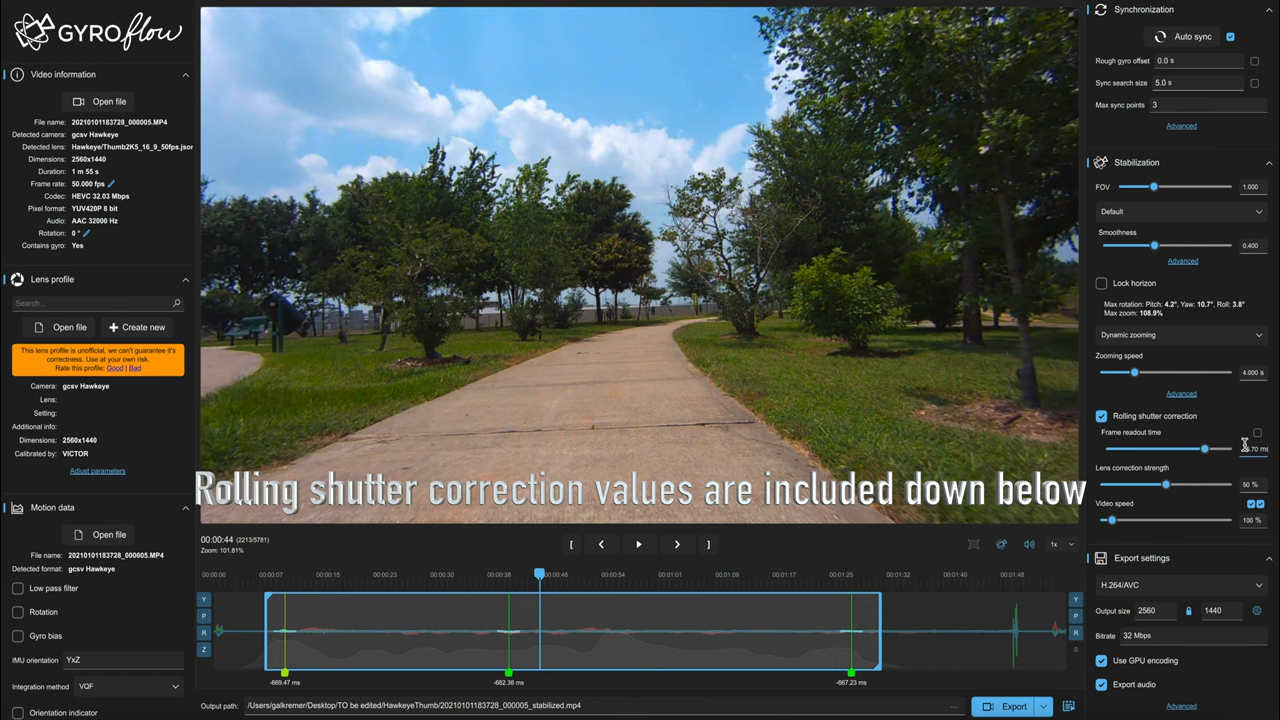 GYROflow
Video information
Open file
File name: 20210101183728_000005.MP4
Detected camera: gcsv Hawkeye
Detected lens: Hawkeye/Thumb2K5_16_9_50fps.json
Dimensions: 2560x1440
Duration: 1 m 55 s
Frame rate: 50.000 fps
Codec: HEVC 32.03 Mbps
Pixel format: YUV420P 8 bit
Audio: AAC 32000 Hz
Rotation: 0 °
Contains gyro: Yes
Lens profile
Search...
Open file
Create new
This lens profile is unofficial, we can't guarantee it's
correctness. Use at your own risk.
Rate this profile: Good | Bad
Camera: gcsv Hawkeye
Lens:
Setting:
Additional info:
Dimensions: 2560x1440
Calibrated by: VICTOR
Adjust parameters
Motion data
Open file
File name: 20210101183728_000005.MP4
Detected format: gcsv Hawkeye
Low pass filter
Rotation
Gyro bias
IMU orientation YxZ
Integration method VQF
Orientation indicator
Rolling shutter correction values are included down below
00:00:44 (2213/5781)
Zoom: 101.81%
[
]
1x
00:00:00 00:00:07 00:00:15 00:00:23 00:00:30 00:00:38 00:00:46 00:00:54 00:01:01 00:01:09 00:01:17 00:01:25 00:01:32 00:01:40 00:01:48
Y Y
P P
R R
Z S
-669.47 ms -662.36 ms -667.23 ms
Output path: /Users/galkremer/Desktop/TO be edited/HawkeyeThumb/20210101183728_000005_stabilized.mp4
...
Export
Synchronization
Auto sync
Rough gyro offset 0.0 s
Sync search size 5.0 s
Max sync points 3
Advanced
Stabilization
FOV 1.000
Default
Smoothness
0.400
Advanced
Lock horizon
Max rotation: Pitch: 4.2°, Yaw: 10.7°, Roll: 3.8°
Max zoom: 108.9%
Dynamic zooming
Zooming speed
4.000 s
Advanced
Rolling shutter correction
Frame readout time
.70 ms
Lens correction strength
50 %
Video speed
100 %
Export settings
H.264/AVC
Output size 2560 1440
Bitrate 32 Mbps
Use GPU encoding
Export audio
Advanced